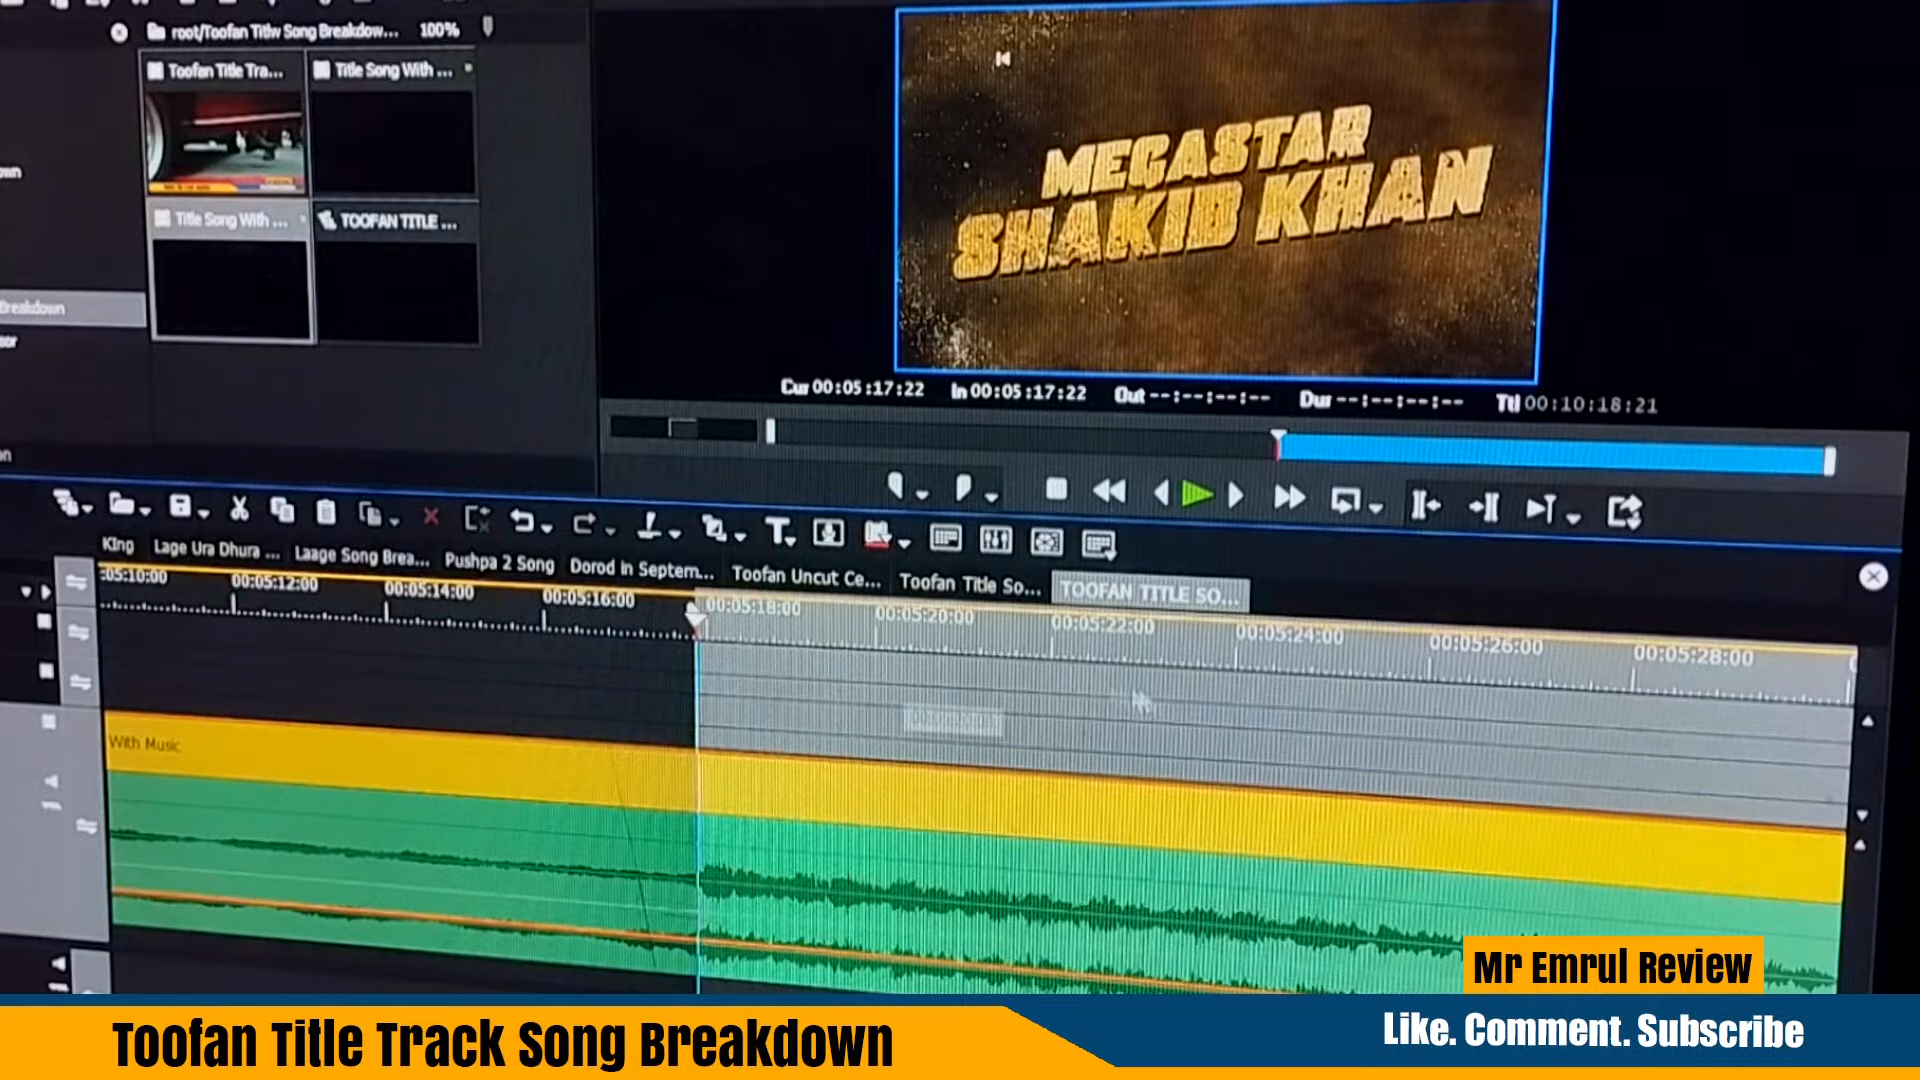 root/Toofan Titlw Song Breakdow... 100%
Toofan Title Tra...
Title Song With ...
Title Song With ...
TOOFAN TITLE ...
Breakdown
MEGASTAR
SHAKIB KHAN
Cur 00:05:17:22 In 00:05:17:22 Out --:--:--:-- Dur --:--:--:-- Ttl 00:10:18:21
King Lage Ura Dhura ... Laage Song Brea... Pushpa 2 Song Dorod in Septem... Toofan Uncut Ce... Toofan Title So... TOOFAN TITLE SO...
:05:10:00 00:05:12:00 00:05:14:00 00:05:16:00 00:05:18:00 00:05:20:00 00:05:22:00 00:05:24:00 00:05:26:00 00:05:28:00
With Music
Mr Emrul Review
Toofan Title Track Song Breakdown
Like. Comment. Subscribe